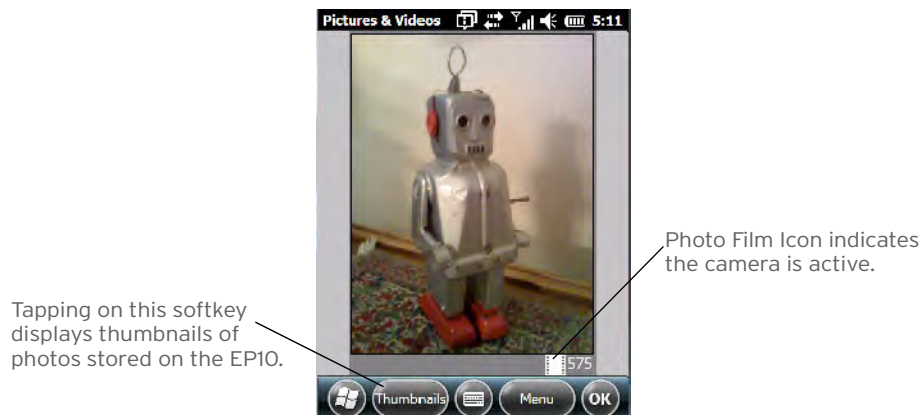 Pictures & Videos 5:11
Photo Film Icon indicates
the camera is active.
575
Tapping on this softkey
displays thumbnails of
photos stored on the EP10.
Thumbnails Menu OK